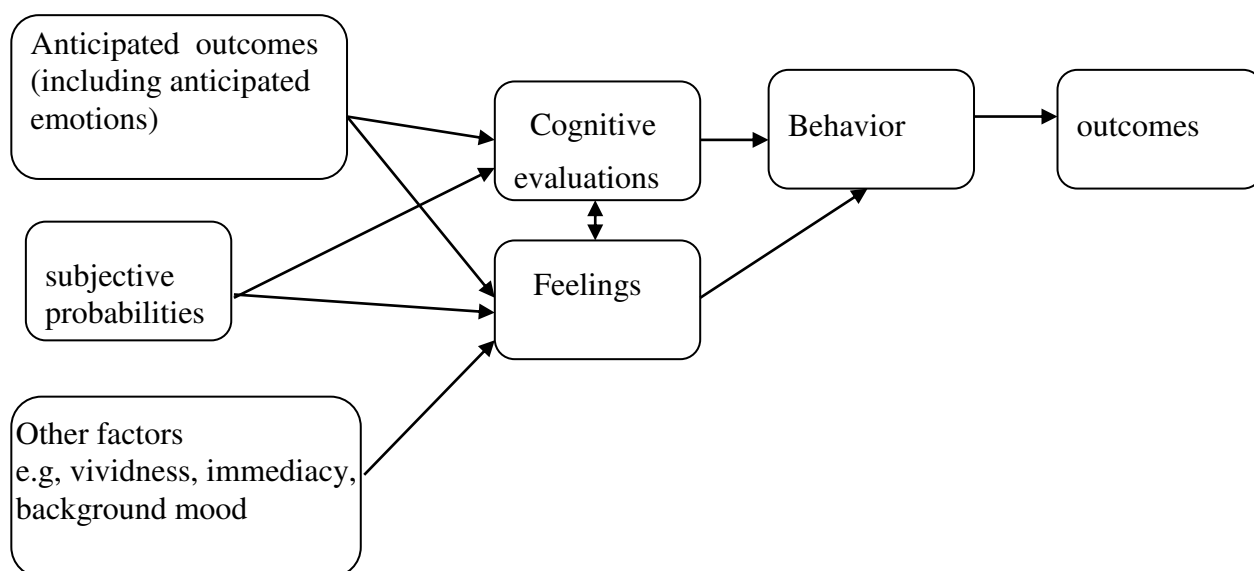 Anticipated outcomes
(including anticipated
emotions)
Cognitive
evaluations
Behavior
outcomes
subjective
probabilities
Feelings
Other factors
e.g, vividness, immediacy,
background mood